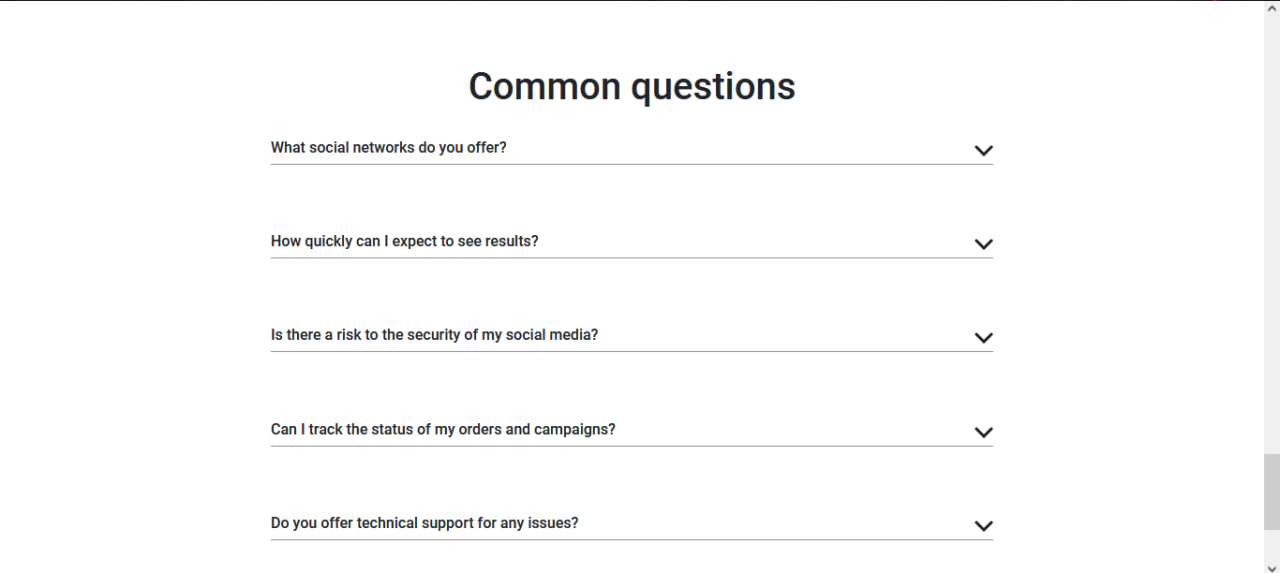 Common questions
What social networks do you offer?
How quickly can I expect to see results?
Is there a risk to the security of my social media?
Can I track the status of my orders and campaigns?
Do you offer technical support for any issues?